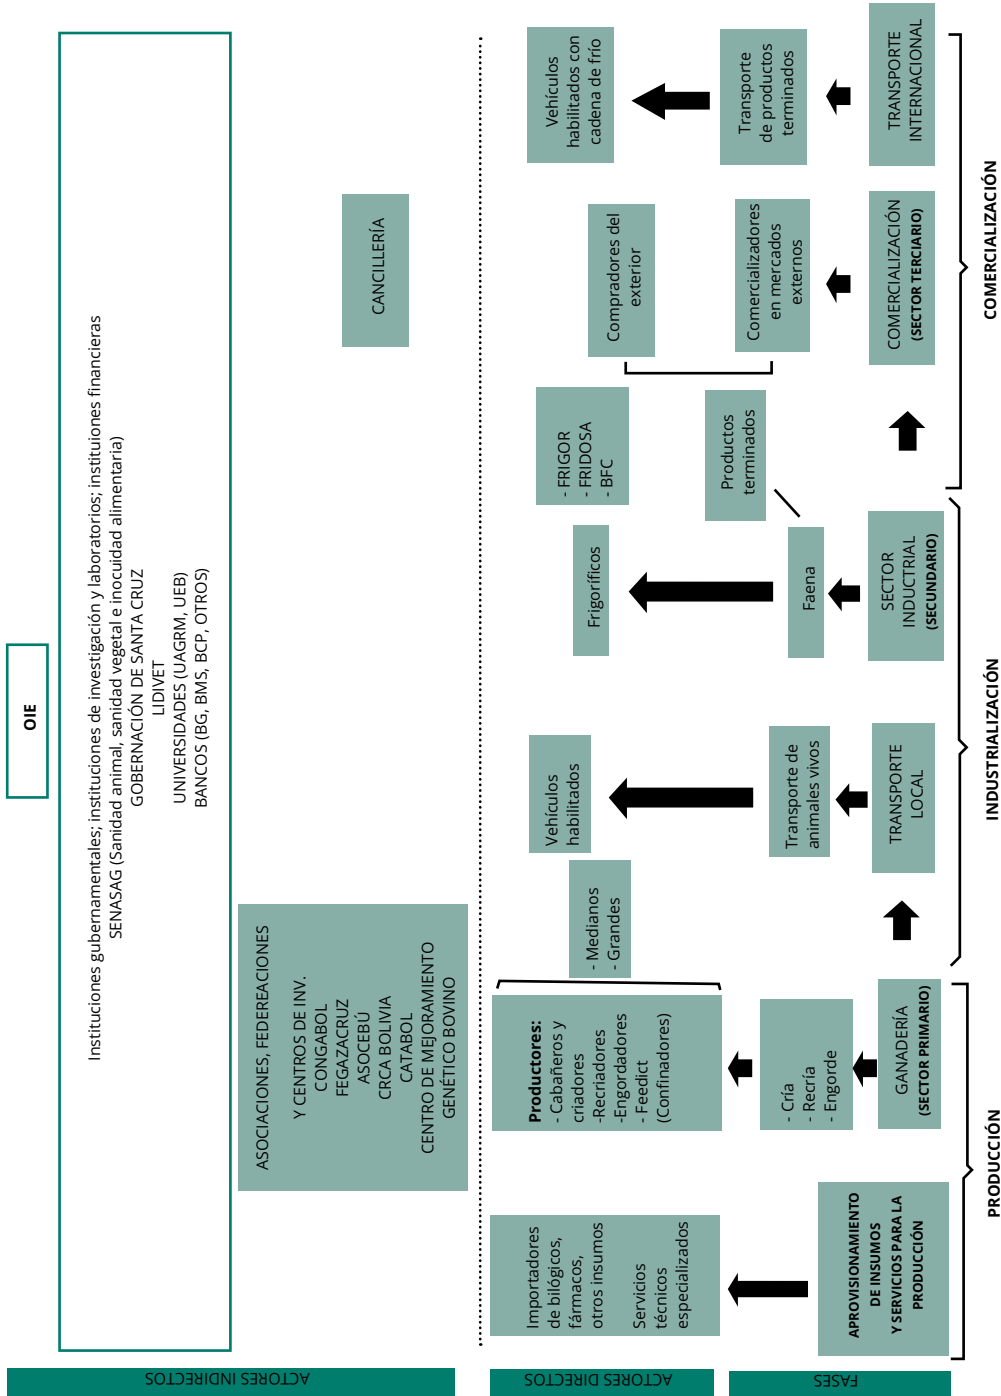 OIE
Instituciones gubernamentales; instituciones de investigación y laboratorios; instituiones financieras
SENASAG (Sanidad animal, sanidad vegetal e inocuidad alimentaria)
GOBERNACIÓN DE SANTA CRUZ
LIDIVET
UNIVERSIDADES (UAGRM, UEB)
BANCOS (BG, BMS, BCP, OTROS)
ACTORES INDIRECTOS
ASOCIACIONES, FEDEREACIONES
Y CENTROS DE INV.
CONGABOL
FEGAZACRUZ
ASOCEBÚ
CRCA BOLIVIA
CATABOL
CENTRO DE MEJORAMIENTO
GENÉTICO BOVINO
CANCILLERÍA
ACTORES DIRECTOS
Importadores
de bilógicos,
fármacos,
otros insumos
Servicios
técnicos
especializados
Productores:
- Cabañeros y
criadores
-Recriadores
-Engordadores
- Feedict
(Confinadores)
- Medianos
- Grandes
Vehículos
habilitados
Frigoríficos
- FRIGOR
- FRIDOSA
- BFC
Compradores del
exterior
Vehículos
habilitados con
cadena de frío
Productos
terminados
Comercializadores
en mercados
externos
Transporte
de productos
terminados
FASES
- Cría
- Recría
- Engorde
Transporte de
animales vivos
Faena
APROVISIONAMIENTO
DE INSUMOS
Y SERVICIOS PARA LA
PRODUCCIÓN
GANADERÍA
(SECTOR PRIMARIO)
TRANSPORTE
LOCAL
SECTOR
INDUCTRIAL
(SECUNDARIO)
COMERCIALIZACIÓN
(SECTOR TERCIARIO)
TRANSPORTE
INTERNACIONAL
PRODUCCIÓN
INDUSTRIALIZACIÓN
COMERCIALIZACIÓN